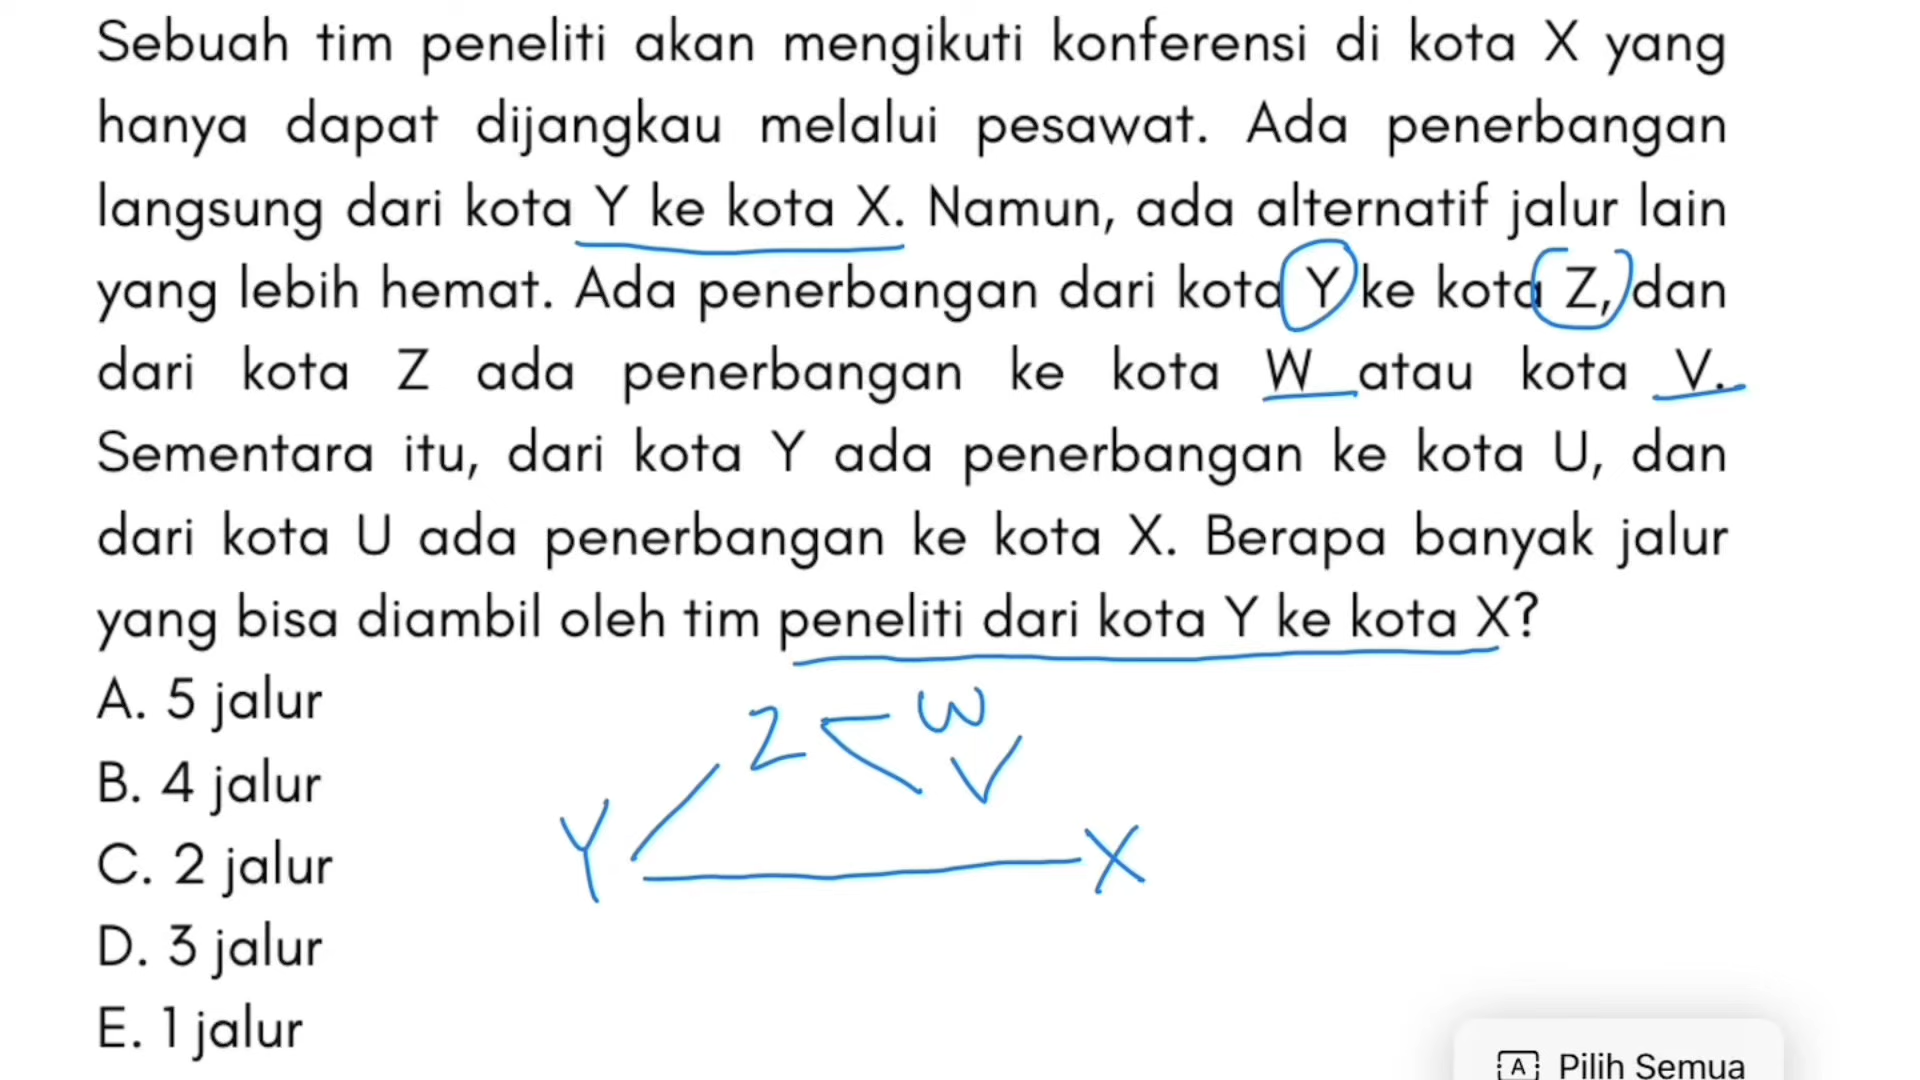 Sebuah tim peneliti akan mengikuti konferensi di kota X yang
hanya dapat dijangkau melalui pesawat. Ada penerbangan
langsung dari kota Y ke kota X. Namun, ada alternatif jalur lain
yang lebih hemat. Ada penerbangan dari kota Y ke kota Z, dan
dari kota Z ada penerbangan ke kota W atau kota V.
Sementara itu, dari kota Y ada penerbangan ke kota U, dan
dari kota U ada penerbangan ke kota X. Berapa banyak jalur
yang bisa diambil oleh tim peneliti dari kota Y ke kota X?
A. 5 jalur
B. 4 jalur
C. 2 jalur
D. 3 jalur
E. 1 jalur
Z W
V
Y X
A Pilih Semua